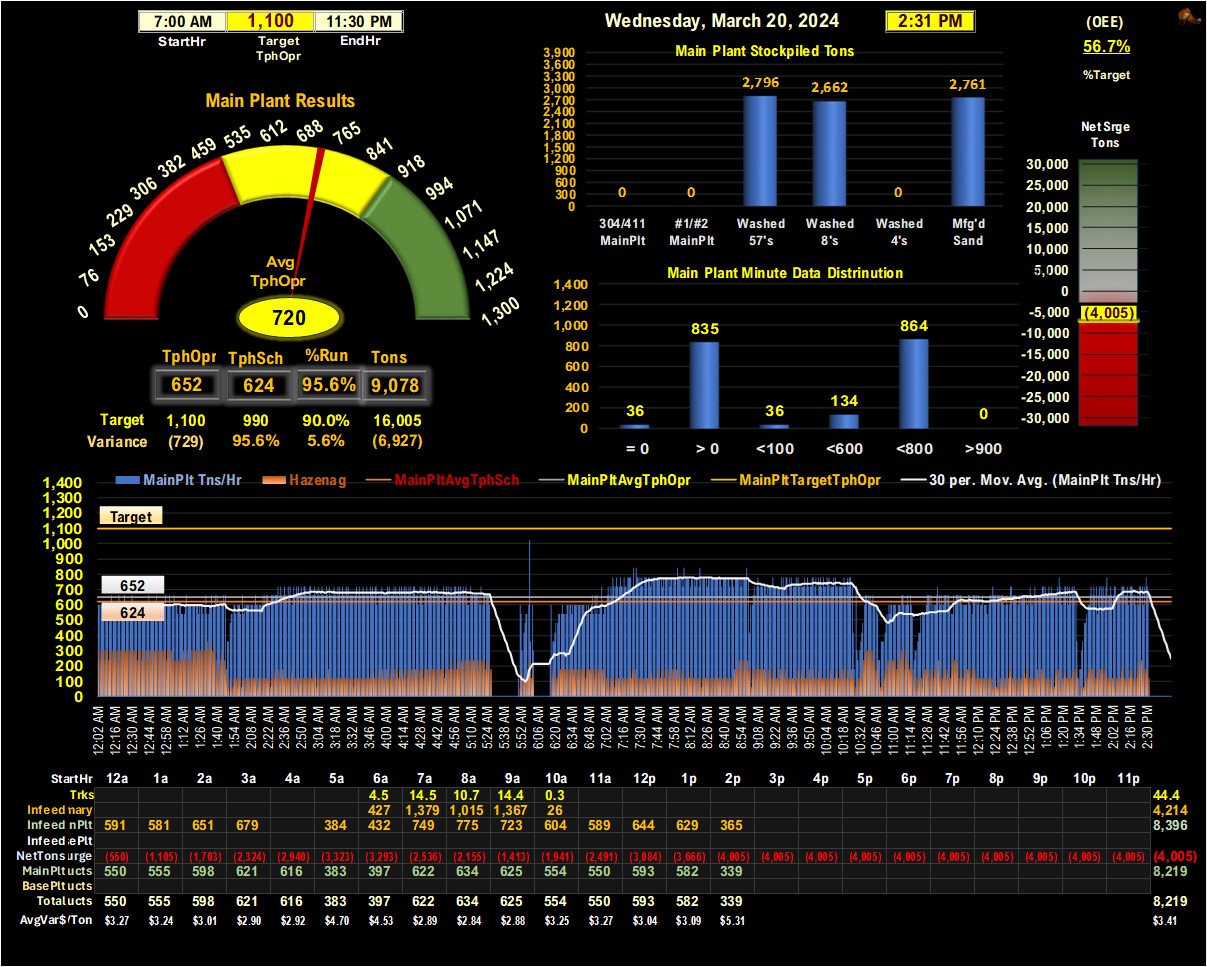 7:00 AM 1,100 11:30 PM
StartHr Target TphOpr EndHr
Wednesday, March 20, 2024 2:31 PM
(OEE)
56.7%
%Target
Main Plant Results
0 76 153 229 306 382 459 535 612 688 765 841 918 994 1,071 1,147 1,224 1,300
Avg
TphOpr
720
TphOpr TphSch %Run Tons
652 624 95.6% 9,078
Target 1,100 990 90.0% 16,005
Variance (729) 95.6% 5.6% (6,927)
Main Plant Stockpiled Tons
3,900
3,600
3,300
3,000
2,700
2,400
2,100
1,800
1,500
1,200
900
600
300
0
0 0 2,796 2,662 0 2,761
304/411 #1/#2 Washed Washed Washed Mfg'd
MainPlt MainPlt 57's 8's 4's Sand
Main Plant Minute Data Distrinution
1,400
1,200
1,000
800
600
400
200
0
36 835 36 134 864 0
= 0 > 0 <100 <600 <800 >900
Net Srge
Tons
30,000
25,000
20,000
15,000
10,000
5,000
0
-5,000
-10,000
-15,000
-20,000
-25,000
-30,000
(4,005)
MainPlt Tns/Hr Hazenag MainPltAvgTphSch MainPltAvgTphOpr MainPltTargetTphOpr 30 per. Mov. Avg. (MainPlt Tns/Hr)
1,400
1,300
1,200
1,100
1,000
900
800
700
600
500
400
300
200
100
0
Target
652
624
12:02 AM 12:16 AM 12:30 AM 12:44 AM 12:58 AM 1:12 AM 1:26 AM 1:40 AM 1:54 AM 2:08 AM 2:22 AM 2:36 AM 2:50 AM 3:04 AM 3:18 AM 3:32 AM 3:46 AM 4:00 AM 4:14 AM 4:28 AM 4:42 AM 4:56 AM 5:10 AM 5:24 AM 5:38 AM 5:52 AM 6:06 AM 6:20 AM 6:34 AM 6:48 AM 7:02 AM 7:16 AM 7:30 AM 7:44 AM 7:58 AM 8:12 AM 8:26 AM 8:40 AM 8:54 AM 9:08 AM 9:22 AM 9:36 AM 9:50 AM 10:04 AM 10:18 AM 10:32 AM 10:46 AM 11:00 AM 11:14 AM 11:28 AM 11:42 AM 11:56 AM 12:10 PM 12:24 PM 12:38 PM 12:52 PM 1:06 PM 1:20 PM 1:34 PM 1:48 PM 2:02 PM 2:16 PM 2:30 PM
StartHr 12a 1a 2a 3a 4a 5a 6a 7a 8a 9a 10a 11a 12p 1p 2p 3p 4p 5p 6p 7p 8p 9p 10p 11p
Trks 4.5 14.5 10.7 14.4 0.3 44.4
Infeed nary 427 1,379 1,015 1,367 26 4,214
Infeed nPlt 591 581 651 679 384 432 749 775 723 604 589 644 629 365 8,396
Infeed ePlt
NetTons urge (550) (1,105) (1,703) (2,324) (2,940) (3,323) (3,293) (2,536) (2,155) (1,413) (1,941) (2,491) (3,084) (3,666) (4,005) (4,005) (4,005) (4,005) (4,005) (4,005) (4,005) (4,005) (4,005) (4,005) (4,005)
MainPlt ucts 550 555 598 621 616 383 397 622 634 625 554 550 593 582 339 8,219
BasePlt ucts
Total ucts 550 555 598 621 616 383 397 622 634 625 554 550 593 582 339 8,219
AvgVar$/Ton $3.27 $3.24 $3.01 $2.90 $2.92 $4.70 $4.53 $2.89 $2.84 $2.88 $3.25 $3.27 $3.04 $3.09 $5.31 $3.41